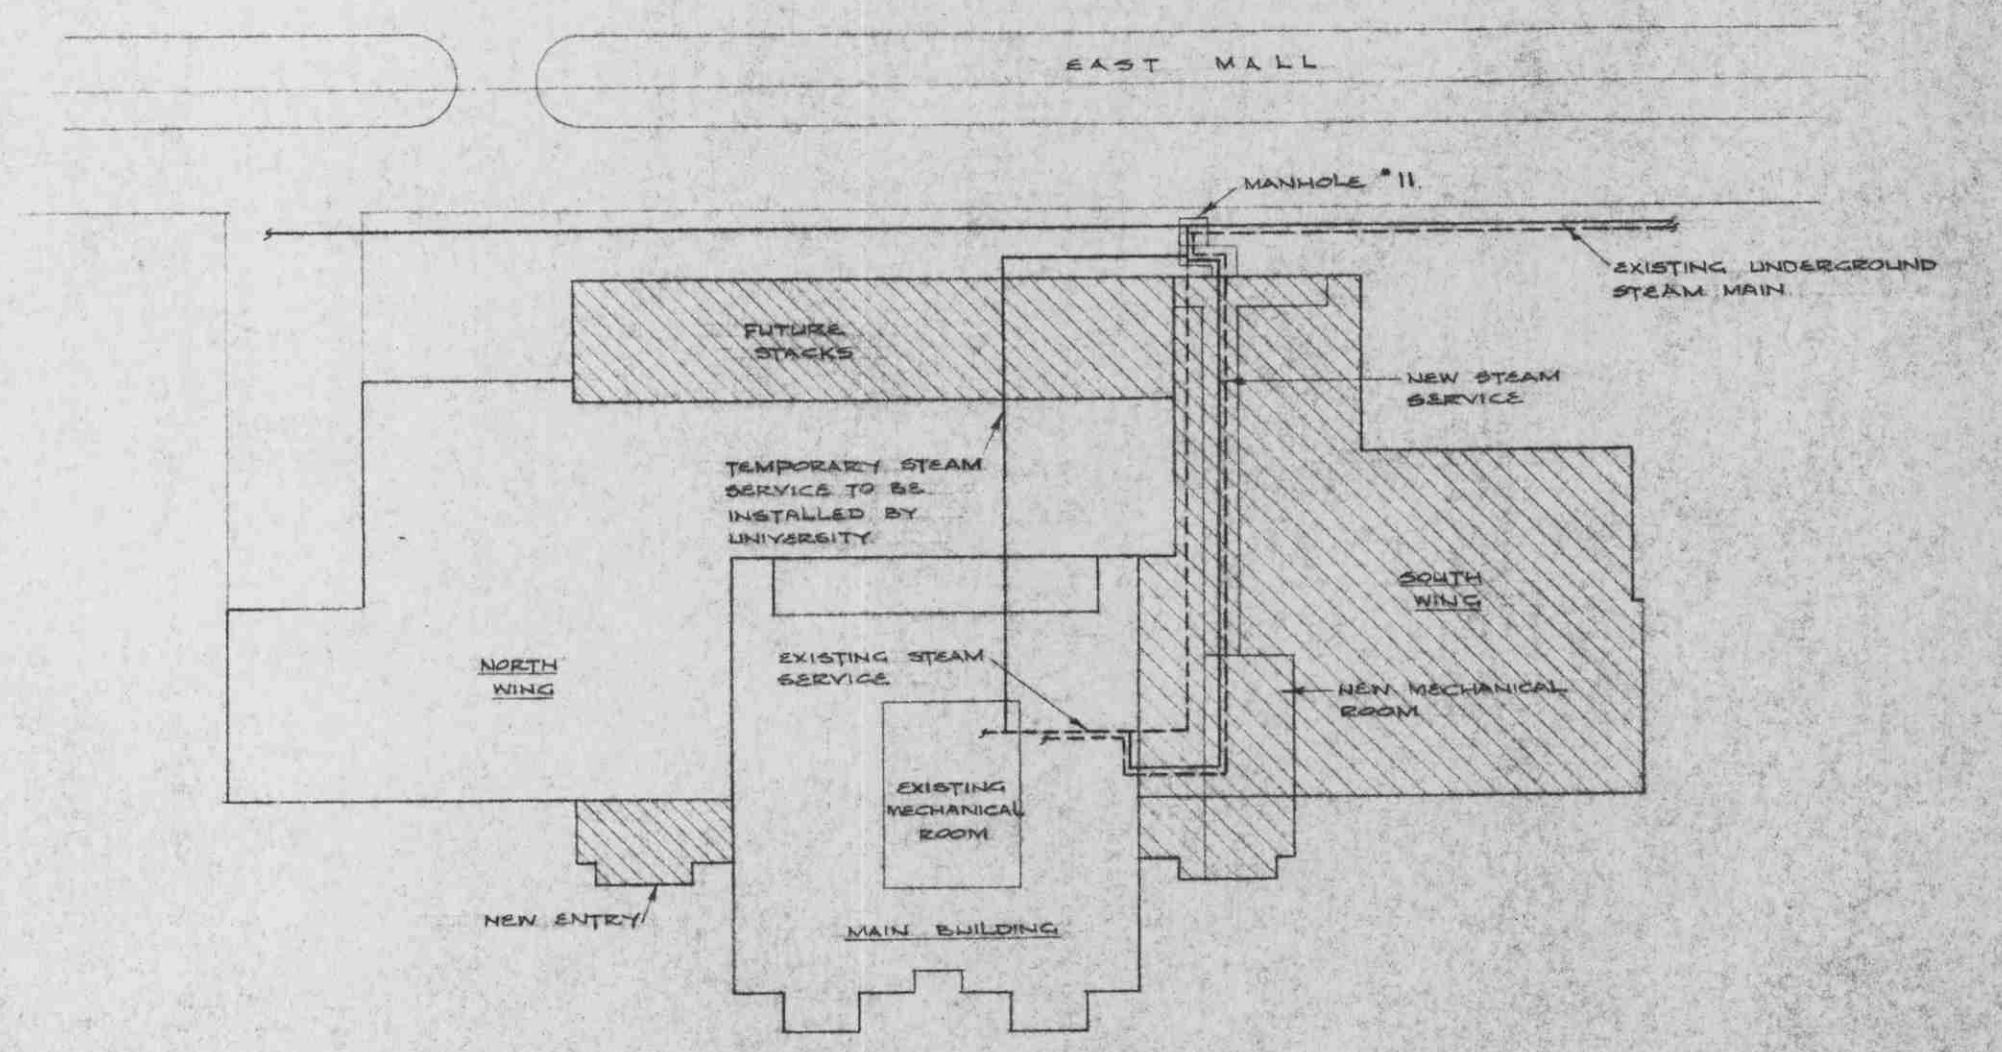 EAST MALL
MANHOLE #11.
EXISTING UNDERGROUND
STEAM MAIN
FUTURE
STACKS
NEW STEAM
SERVICE
TEMPORARY STEAM
SERVICE TO BE
INSTALLED BY
UNIVERSITY
SOUTH
WING
NORTH
WING
EXISTING STEAM
SERVICE
NEW MECHANICAL
ROOM
EXISTING
MECHANICAL
ROOM
NEW ENTRY
MAIN BUILDING